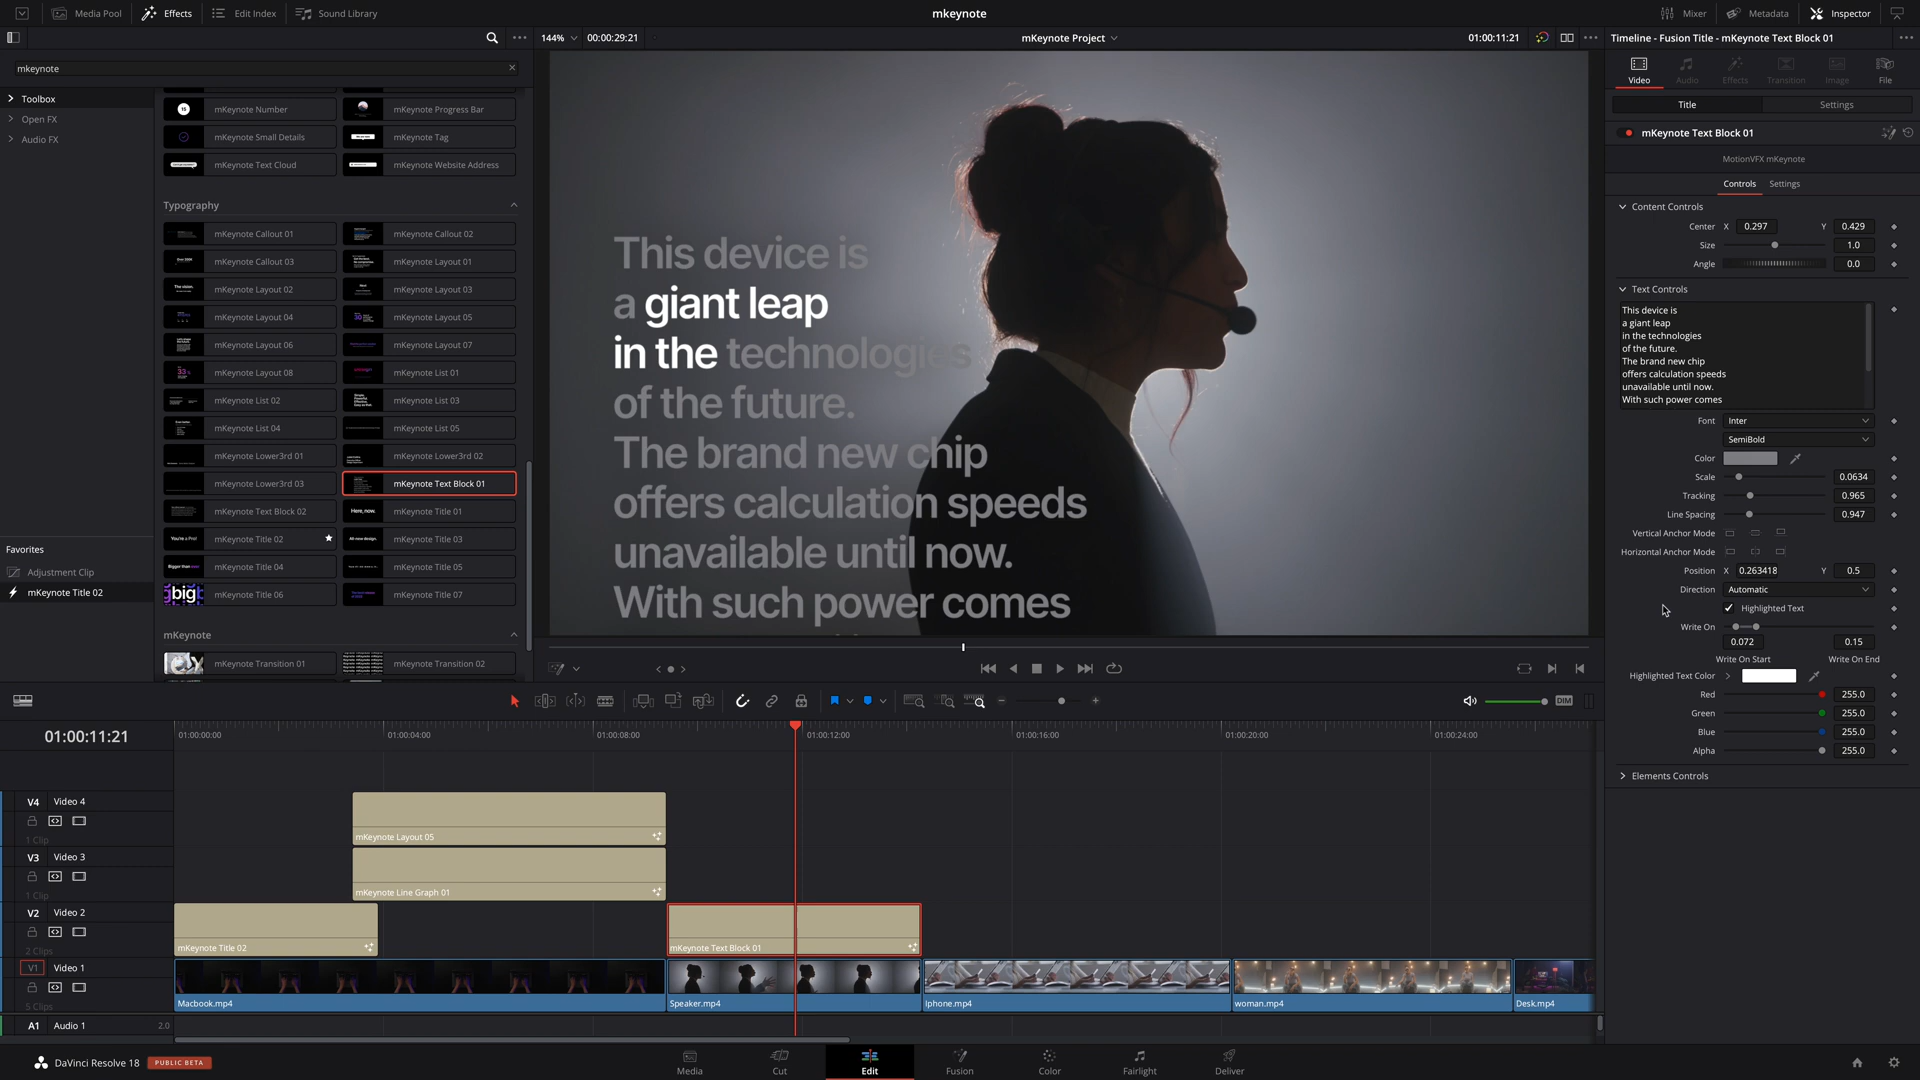 Media Pool
Effects
Edit Index
Sound Library
mkeynote
Mixer
Metadata
Inspector
144%
00:00:29:21
mKeynote Project
01:00:11:21
Timeline - Fusion Title - mKeynote Text Block 01
mkeynote
Video
Audio
Effects
Transition
Image
File
Toolbox
Open FX
Audio FX
mKeynote Number
mKeynote Progress Bar
mKeynote Small Details
mKeynote Tag
mKeynote Text Cloud
mKeynote Website Address
Typography
mKeynote Callout 01
mKeynote Callout 02
mKeynote Callout 03
mKeynote Layout 01
mKeynote Layout 02
mKeynote Layout 03
mKeynote Layout 04
mKeynote Layout 05
mKeynote Layout 06
mKeynote Layout 07
mKeynote Layout 08
mKeynote List 01
mKeynote List 02
mKeynote List 03
mKeynote List 04
mKeynote List 05
mKeynote Lower3rd 01
mKeynote Lower3rd 02
mKeynote Lower3rd 03
mKeynote Text Block 01
mKeynote Text Block 02
Here, now.
mKeynote Title 01
You're a Pro!
mKeynote Title 02
All-new design.
mKeynote Title 03
Bigger than ever
mKeynote Title 04
mKeynote Title 05
big
mKeynote Title 06
mKeynote Title 07
mKeynote
mKeynote Transition 01
mKeynote Transition 02
Favorites
Adjustment Clip
mKeynote Title 02
This device is
a giant leap
in the technologies
of the future.
The brand new chip
offers calculation speeds
unavailable until now.
With such power comes
Title
Settings
mKeynote Text Block 01
MotionVFX mKeynote
Controls
Settings
Content Controls
Center X 0.297 Y 0.429
Size 1.0
Angle 0.0
Text Controls
This device is
a giant leap
in the technologies
of the future.
The brand new chip
offers calculation speeds
unavailable until now.
With such power comes
Font Inter
SemiBold
Color
Scale 0.0634
Tracking 0.965
Line Spacing 0.947
Vertical Anchor Mode
Horizontal Anchor Mode
Position X 0.263418 Y 0.5
Direction Automatic
Highlighted Text
Write On
0.072 0.15
Write On Start Write On End
Highlighted Text Color
Red 255.0
Green 255.0
Blue 255.0
Alpha 255.0
Elements Controls
DIM
01:00:11:21
01:00:00:00
01:00:04:00
01:00:08:00
01:00:12:00
01:00:16:00
01:00:20:00
01:00:24:00
V4 Video 4
1 Clip
mKeynote Layout 05
V3 Video 3
1 Clip
mKeynote Line Graph 01
V2 Video 2
2 Clips
mKeynote Title 02
mKeynote Text Block 01
V1 Video 1
5 Clips
Macbook.mp4
Speaker.mp4
Iphone.mp4
woman.mp4
Desk.mp4
A1 Audio 1 2.0
DaVinci Resolve 18
PUBLIC BETA
Media
Cut
Edit
Fusion
Color
Fairlight
Deliver